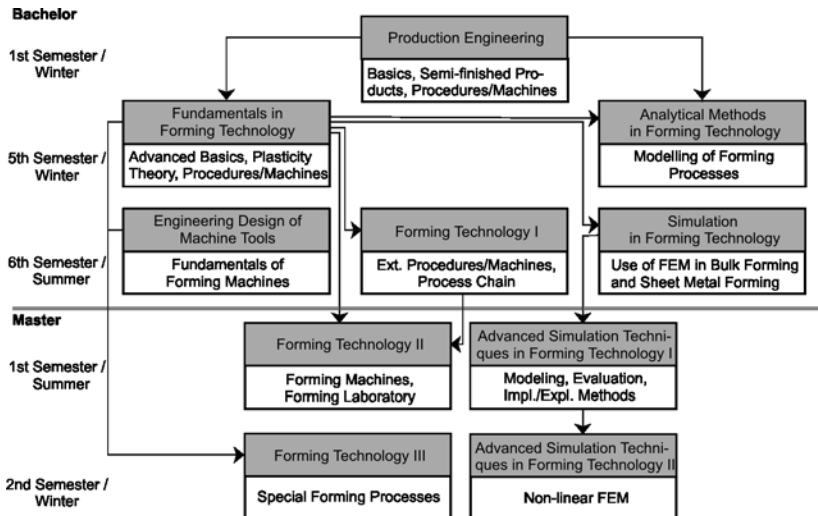 Bachelor
1st Semester /
Winter
Production Engineering
Basics, Semi-finished Pro-
ducts, Procedures/Machines
5th Semester /
Winter
Fundamentals in
Forming Technology
Advanced Basics, Plasticity
Theory, Procedures/Machines
Analytical Methods
in Forming Technology
Modelling of Forming
Processes
6th Semester /
Summer
Engineering Design of
Machine Tools
Fundamentals of
Forming Machines
Forming Technology I
Ext. Procedures/Machines,
Process Chain
Simulation
in Forming Technology
Use of FEM in Bulk Forming
and Sheet Metal Forming
Master
1st Semester /
Summer
Forming Technology II
Forming Machines,
Forming Laboratory
Advanced Simulation Techni-
ques in Forming Technology I
Modeling, Evaluation,
Impl./Expl. Methods
2nd Semester /
Winter
Forming Technology III
Special Forming Processes
Advanced Simulation Techni-
ques in Forming Technology II
Non-linear FEM